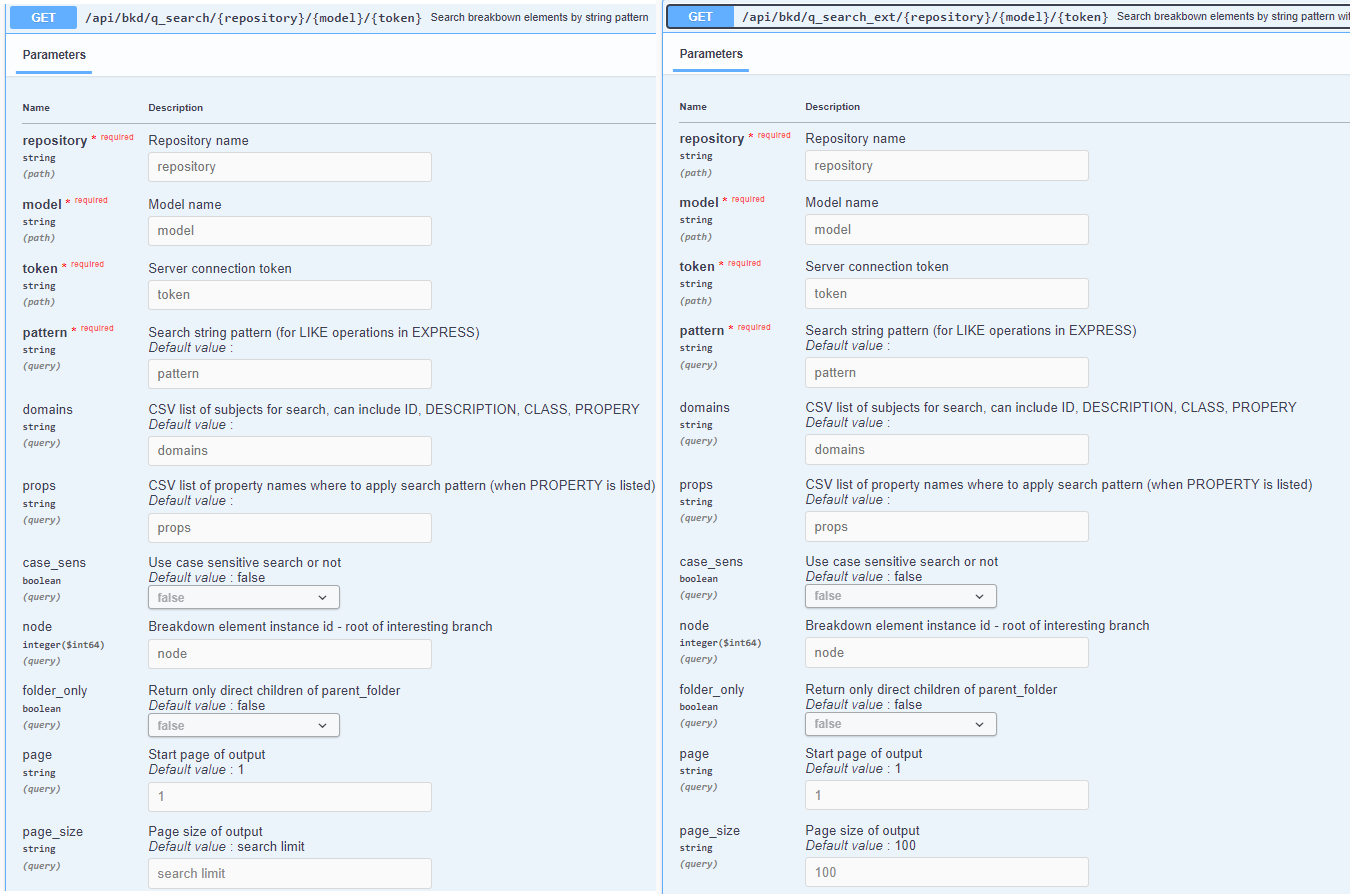 GET /api/bkd/q_search/{repository}/{model}/{token} Search breakbown elements by string pattern
Parameters
Name Description
repository * required Repository name
string
(path)
repository
model * required Model name
string
(path)
model
token * required Server connection token
string
(path)
token
pattern * required Search string pattern (for LIKE operations in EXPRESS)
string
Default value :
(query)
pattern
domains CSV list of subjects for search, can include ID, DESCRIPTION, CLASS, PROPERY
string
Default value :
(query)
domains
props CSV list of property names where to apply search pattern (when PROPERTY is listed)
string
Default value :
(query)
props
case_sens Use case sensitive search or not
boolean
Default value : false
(query)
false
node Breakdown element instance id - root of interesting branch
integer($int64)
(query)
node
folder_only Return only direct children of parent_folder
boolean
Default value : false
(query)
false
page Start page of output
string
Default value : 1
(query)
1
page_size Page size of output
string
Default value : search limit
(query)
search limit
GET /api/bkd/q_search_ext/{repository}/{model}/{token} Search breakbown elements by string pattern wit
Parameters
Name Description
repository * required Repository name
string
(path)
repository
model * required Model name
string
(path)
model
token * required Server connection token
string
(path)
token
pattern * required Search string pattern (for LIKE operations in EXPRESS)
string
Default value :
(query)
pattern
domains CSV list of subjects for search, can include ID, DESCRIPTION, CLASS, PROPERY
string
Default value :
(query)
domains
props CSV list of property names where to apply search pattern (when PROPERTY is listed)
string
Default value :
(query)
props
case_sens Use case sensitive search or not
boolean
Default value : false
(query)
false
node Breakdown element instance id - root of interesting branch
integer($int64)
(query)
node
folder_only Return only direct children of parent_folder
boolean
Default value : false
(query)
false
page Start page of output
string
Default value : 1
(query)
1
page_size Page size of output
string
Default value : 100
(query)
100